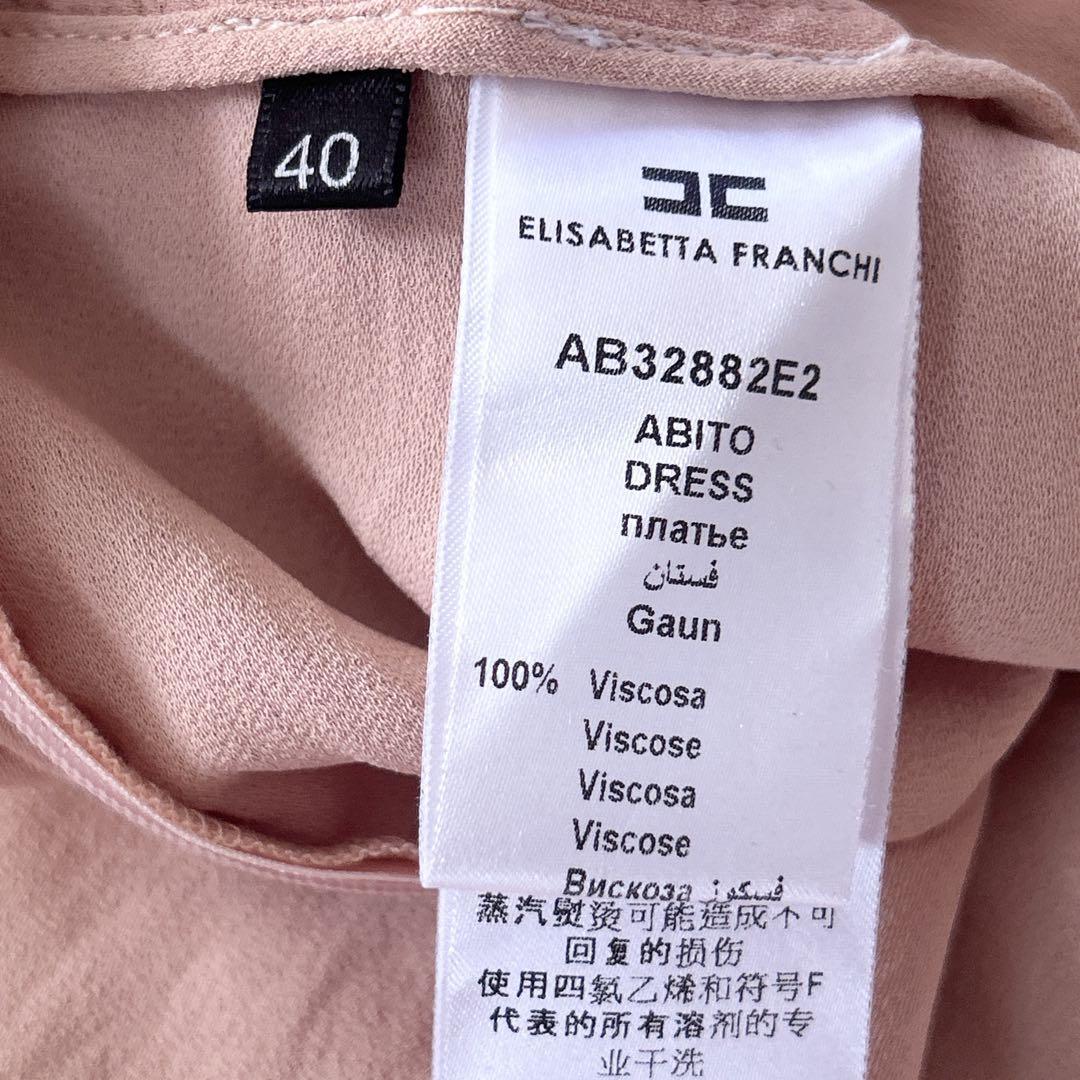 40
ELISABETTA FRANCHI
AB32882E2
ABITO
DRESS
платье
فستان
Gaun
100% Viscosa
Viscose
Viscosa
Viscose
Вискоза فسكوز
蒸汽熨烫可能造成不可
回复的损伤
使用四氯乙烯和符号F
代表的所有溶剂的专
业干洗